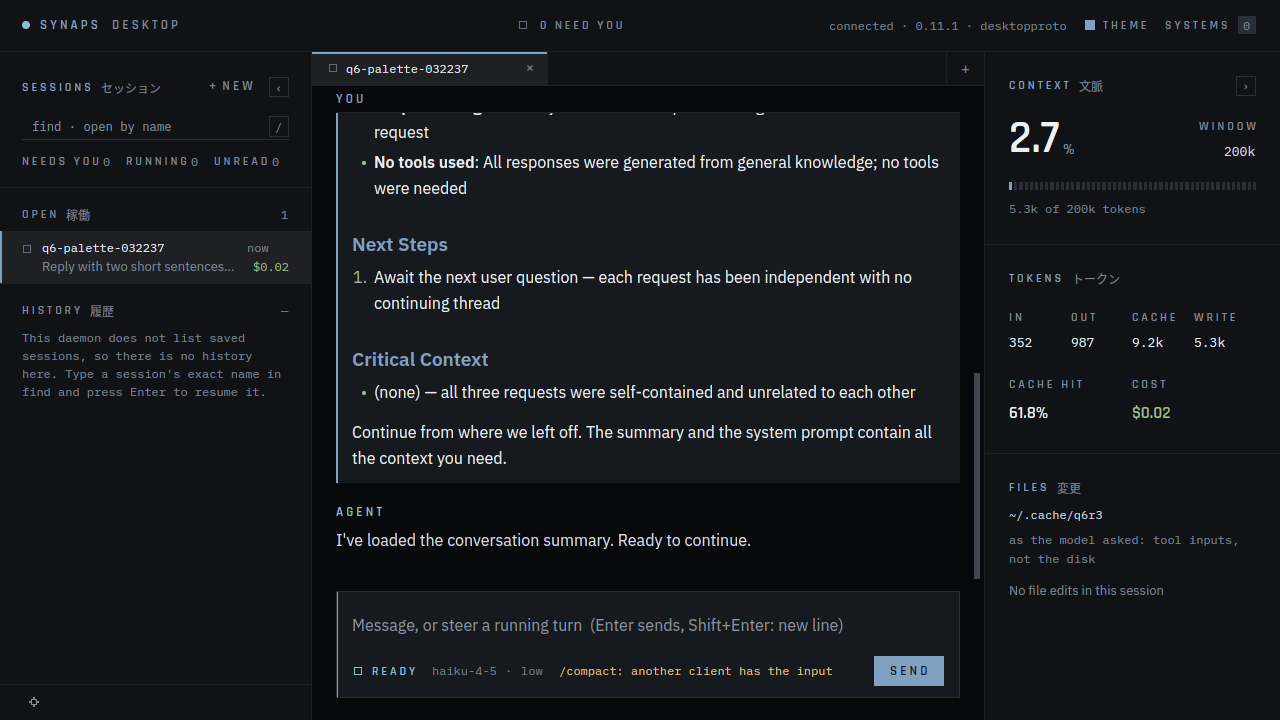 SYNAPS DESKTOP
0 NEED YOU
connected · 0.11.1 · desktopproto
THEME
SYSTEMS 0
SESSIONS セッション
+ NEW
‹
find · open by name
/
NEEDS YOU 0 RUNNING 0 UNREAD 0
OPEN 稼働 1
q6-palette-032237 now
Reply with two short sentences… $0.02
HISTORY 履歴 —
This daemon does not list saved
sessions, so there is no history
here. Type a session's exact name in
find and press Enter to resume it.
q6-palette-032237 ×
+
YOU
request
• No tools used: All responses were generated from general knowledge; no tools
were needed
Next Steps
1. Await the next user question — each request has been independent with no
continuing thread
Critical Context
• (none) — all three requests were self-contained and unrelated to each other
Continue from where we left off. The summary and the system prompt contain all
the context you need.
AGENT
I've loaded the conversation summary. Ready to continue.
Message, or steer a running turn (Enter sends, Shift+Enter: new line)
READY haiku-4-5 · low /compact: another client has the input
SEND
CONTEXT 文脈
›
2.7 %
WINDOW
200k
5.3k of 200k tokens
TOKENS トークン
IN OUT CACHE WRITE
352 987 9.2k 5.3k
CACHE HIT COST
61.8% $0.02
FILES 変更
~/.cache/q6r3
as the model asked: tool inputs,
not the disk
No file edits in this session